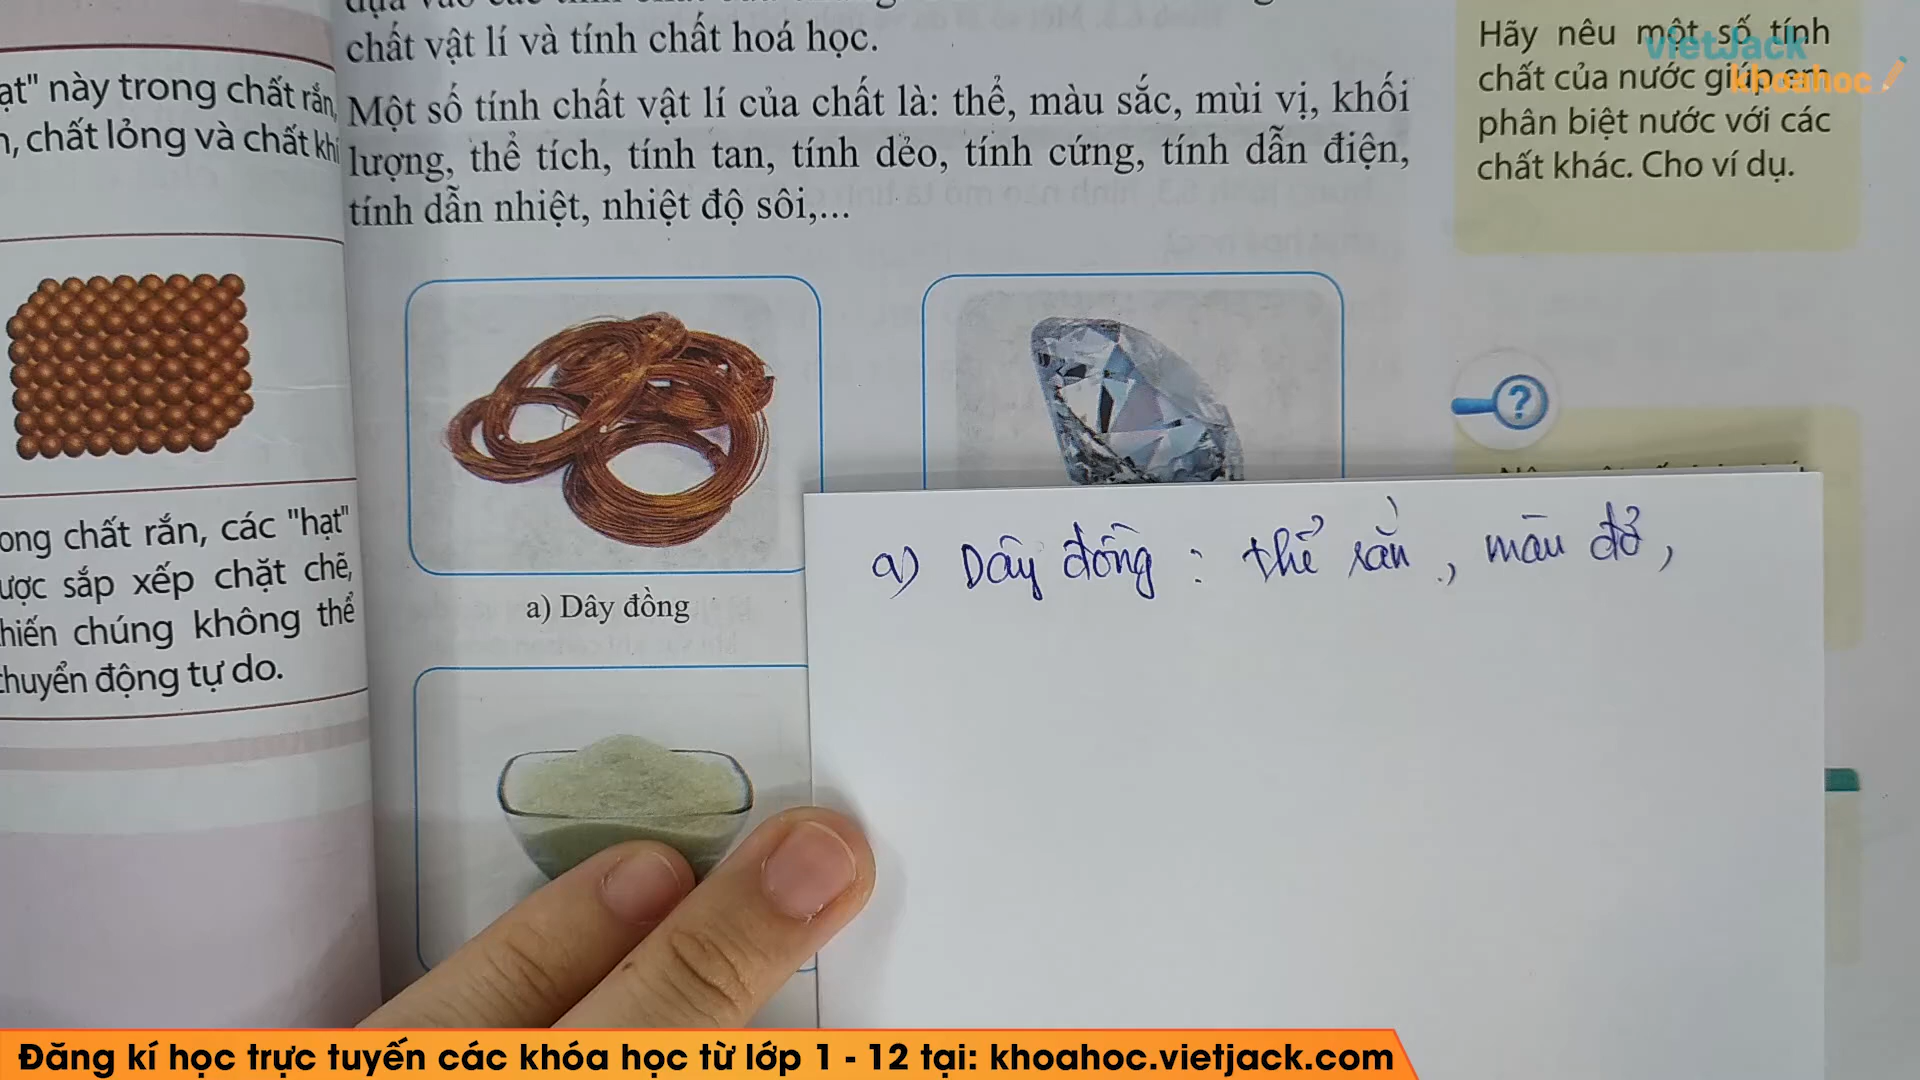 ạt" này trong chất rắn,
n, chất lỏng và chất khí
ong chất rắn, các "hạt"
ược sắp xếp chặt chẽ,
hiến chúng không thể
chuyển động tự do.
chất vật lí và tính chất hoá học.
Một số tính chất vật lí của chất là: thể, màu sắc, mùi vị, khối
lượng, thể tích, tính tan, tính dẻo, tính cứng, tính dẫn điện,
tính dẫn nhiệt, nhiệt độ sôi,...
a) Dây đồng
a) Dây đồng : thể rắn , màu đỏ ,
Hãy nêu một số tính
chất của nước giúp em
phân biệt nước với các
chất khác. Cho ví dụ.
vietJack
khoahoc
?
Đăng kí học trực tuyến các khóa học từ lớp 1 - 12 tại: khoahoc.vietjack.com